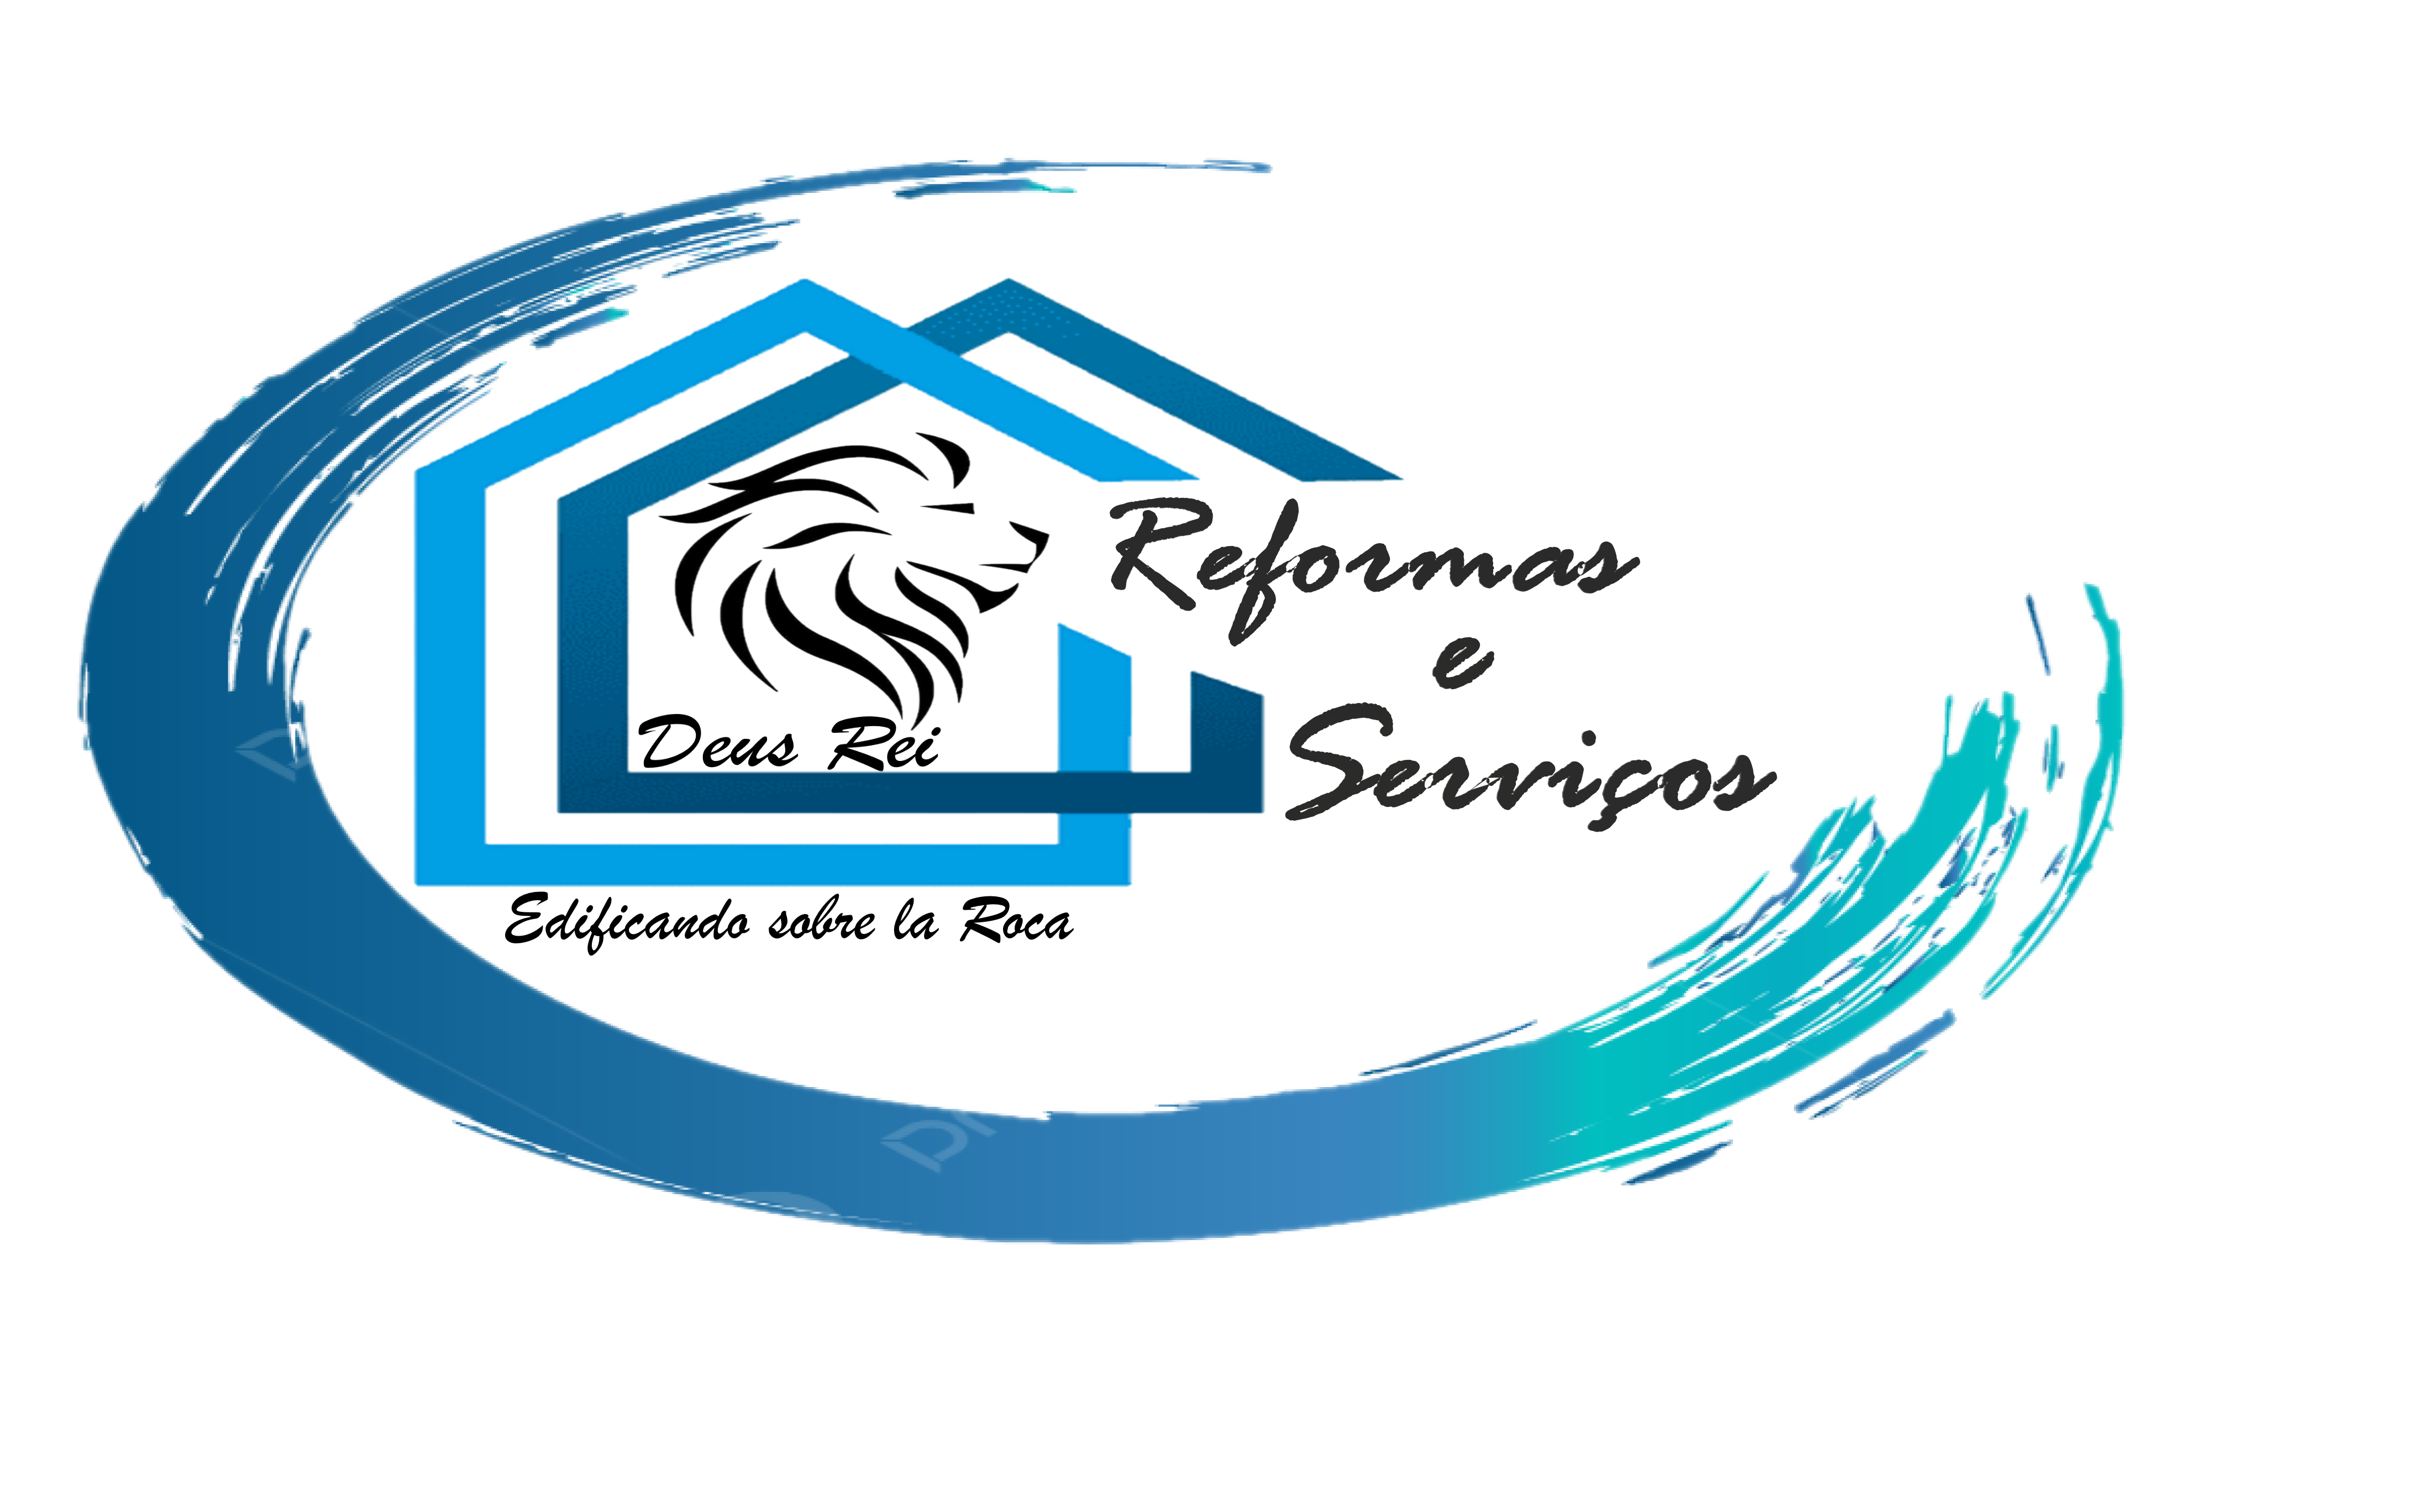 Reformas
e
Serviços
Deus Rei
Edificando sobre la Roca